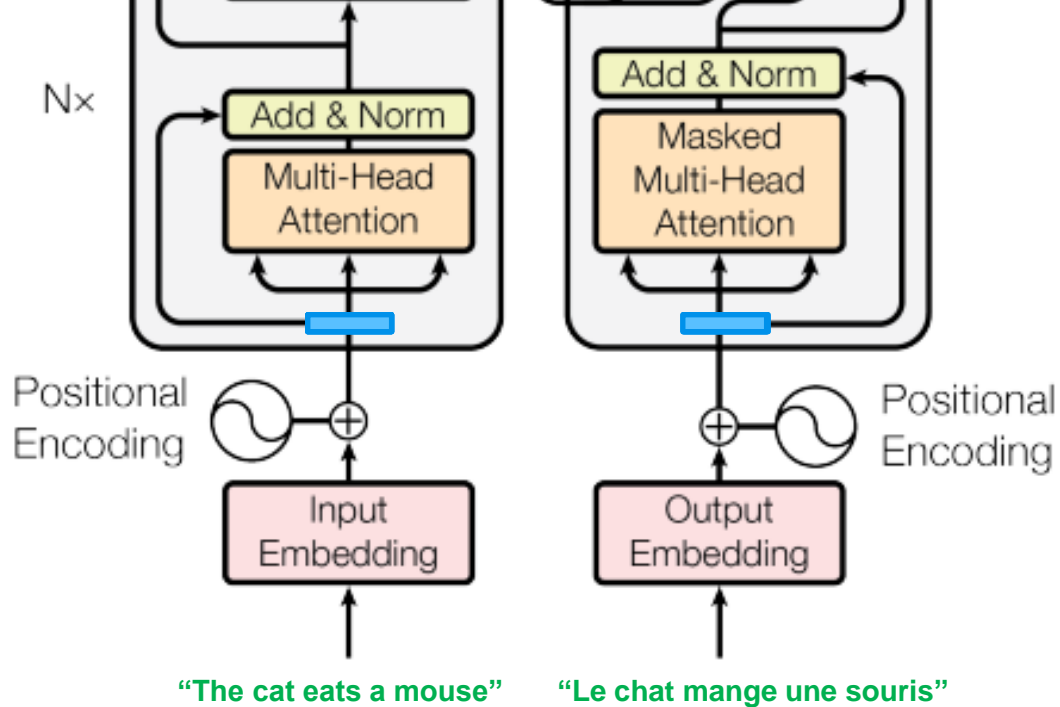 Nx
Add & Norm
Multi-Head
Attention
Positional
Encoding
Input
Embedding
“The cat eats a mouse”
Add & Norm
Masked
Multi-Head
Attention
Positional
Encoding
Output
Embedding
“Le chat mange une souris”